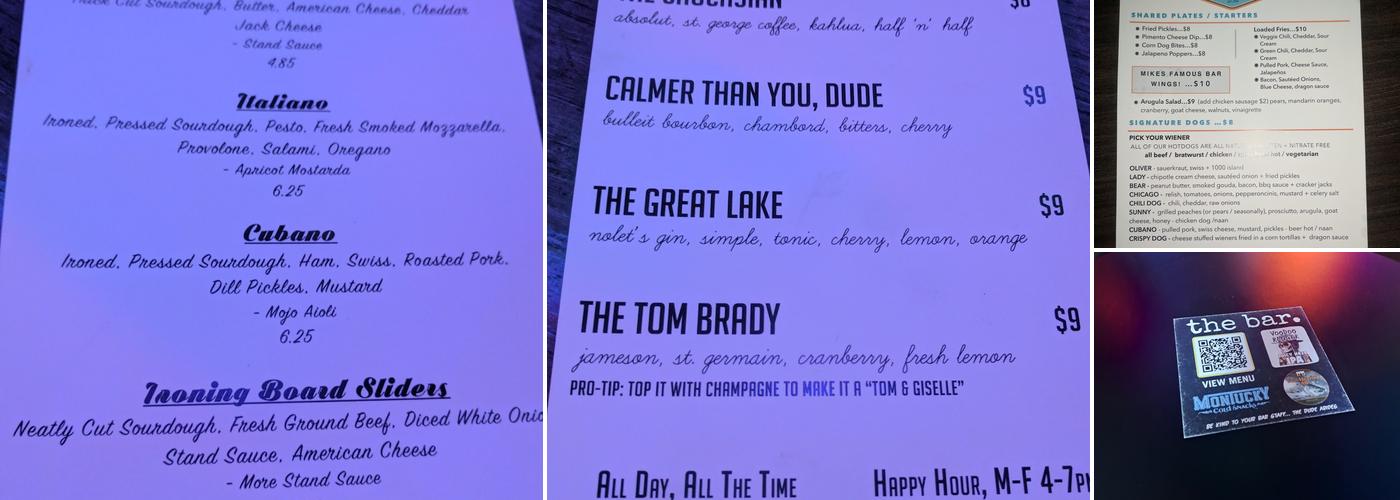 Thick Cut Sourdough, Butter, American Cheese, Cheddar
Jack Cheese
- Stand Sauce
4.85
Italiano
Ironed, Pressed Sourdough, Pesto, Fresh Smoked Mozzarella,
Provolone, Salami, Oregano
- Apricot Mostarda
6.25
Cubano
Ironed, Pressed Sourdough, Ham, Swiss, Roasted Pork,
Dill Pickles, Mustard
- Mojo Aioli
6.25
Ironing Board Sliders
Neatly Cut Sourdough, Fresh Ground Beef, Diced White
Stand Sauce, American Cheese
- More Stand Sauce
THE CAUCASIAN $8
absolut, st. george coffee, kahlua, half 'n' half
CALMER THAN YOU, DUDE $9
bulleit bourbon, chambord, bitters, cherry
THE GREAT LAKE $9
nolet's gin, simple, tonic, cherry, lemon, orange
THE TOM BRADY $9
jameson, st. germain, cranberry, fresh lemon
PRO-TIP: TOP IT WITH CHAMPAGNE TO MAKE IT A "TOM & GISELLE"
ALL DAY, ALL THE TIME
HAPPY HOUR, M-F 4-7PM
SHARED PLATES / STARTERS
Fried Pickles...$8
Pimento Cheese Dip...$8
Corn Dog Bites...$8
Jalapeno Poppers...$8
MIKES FAMOUS BAR
WINGS! ...$10
Loaded Fries...$10
Veggie Chili, Cheddar, Sour
Cream
Green Chili, Cheddar, Sour
Cream
Pulled Pork, Cheese Sauce,
Jalapeños
Bacon, Sautéed Onions,
Blue Cheese, dragon sauce
Arugula Salad...$9 (add chicken sausage $2) pears, mandarin oranges,
cranberry, goat cheese, walnuts, vinaigrette
SIGNATURE DOGS ...$8
PICK YOUR WIENER
ALL OF OUR HOTDOGS ARE ALL + NITRATE FREE
all beef / bratwurst / chicken / hot / vegetarian
OLIVER - sauerkraut, swiss + 1000 island
LADY - chipotle cream cheese, sautéed onion + fried pickles
BEAR - peanut butter, smoked gouda, bacon, bbq sauce + cracker jacks
CHICAGO - relish, tomatoes, onions, pepperoncinis, mustard + celery salt
CHILI DOG - chili, cheddar, raw onions
SUNNY - grilled peaches (or pears / seasonally), prosciutto, arugula, goat
cheese, honey - chicken dog /naan
CUBANO - pulled pork, swiss cheese, mustard, pickles - beer hot / naan
CRISPY DOG - cheese stuffed wieners fried in a corn tortillas + dragon sauce
the bar.
VIEW MENU
VOODOO
RANGER
IPA
MONTUCKY
Cold Snacks
BE KIND TO YOUR BAR STAFF... THE DUDE ABIDES